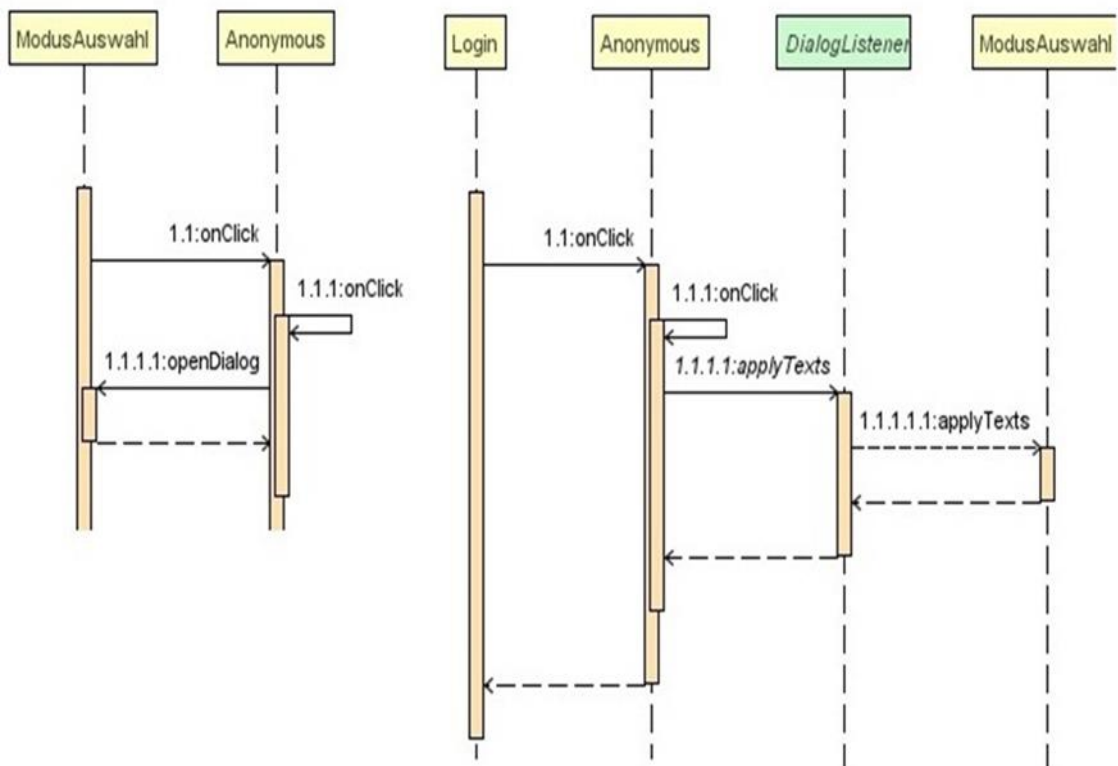 ModusAuswahl
Anonymous
Login
Anonymous
DialogListener
ModusAuswahl
1.1:onClick
1.1.1:onClick
1.1.1.1:openDialog
1.1:onClick
1.1.1:onClick
1.1.1.1:applyTexts
1.1.1.1.1:applyTexts